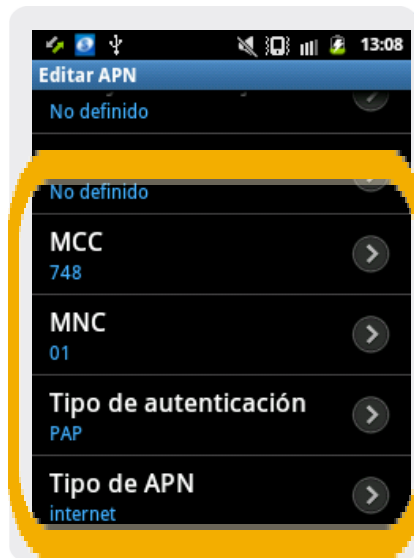 13:08
Editar APN
No definido
No definido
MCC
748
MNC
01
Tipo de autenticación
PAP
Tipo de APN
internet